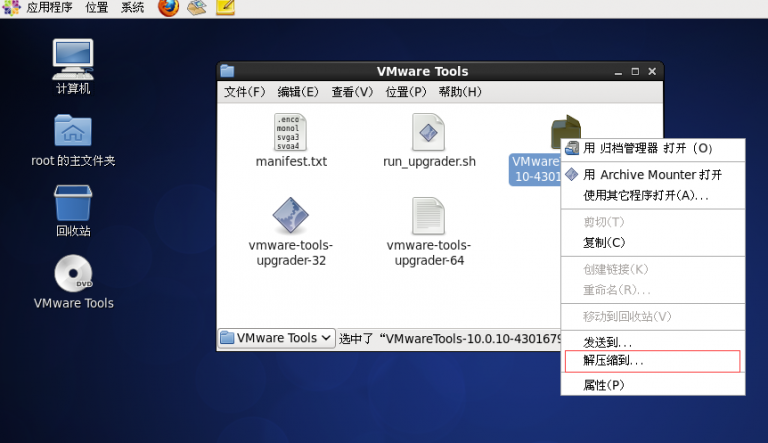 应用程序 位置 系统
计算机
root 的主文件夹
回收站
DVD
VMware Tools
VMware Tools
文件(F) 编辑(E) 查看(V) 位置(P) 帮助(H)
.enco
monol
svga3
svga4
manifest.txt
run_upgrader.sh
VMware
10-4301
vmware-tools-
upgrader-32
vmware-tools-
upgrader-64
VMware Tools
选中了 “VMwareTools-10.0.10-4301679
用 归档管理器 打开 (O)
用 Archive Mounter 打开
使用其它程序打开(A)...
剪切(T)
复制(C)
创建链接(K)
重命名(R)...
移动到回收站(V)
发送到...
解压缩到...
属性(P)